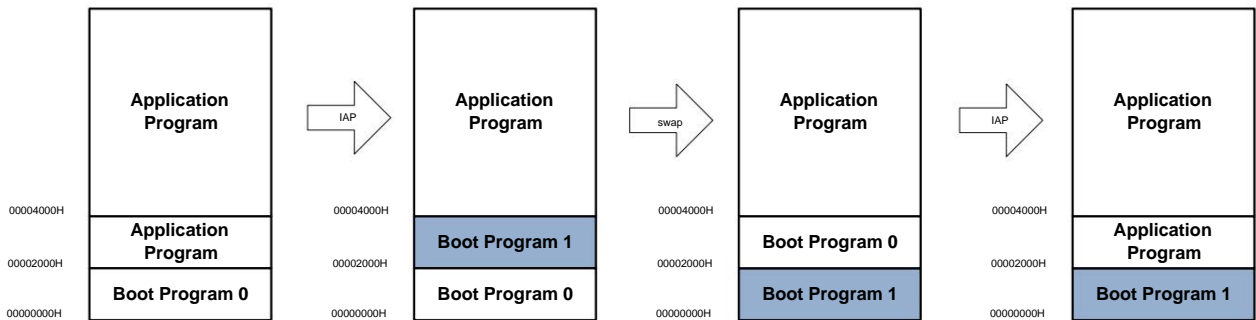 Application
Program
00004000H
Application
Program
00002000H
Boot Program 0
00000000H
IAP
Application
Program
00004000H
Boot Program 1
00002000H
Boot Program 0
00000000H
swap
Application
Program
00004000H
Boot Program 0
00002000H
Boot Program 1
00000000H
IAP
Application
Program
00004000H
Application
Program
00002000H
Boot Program 1
00000000H